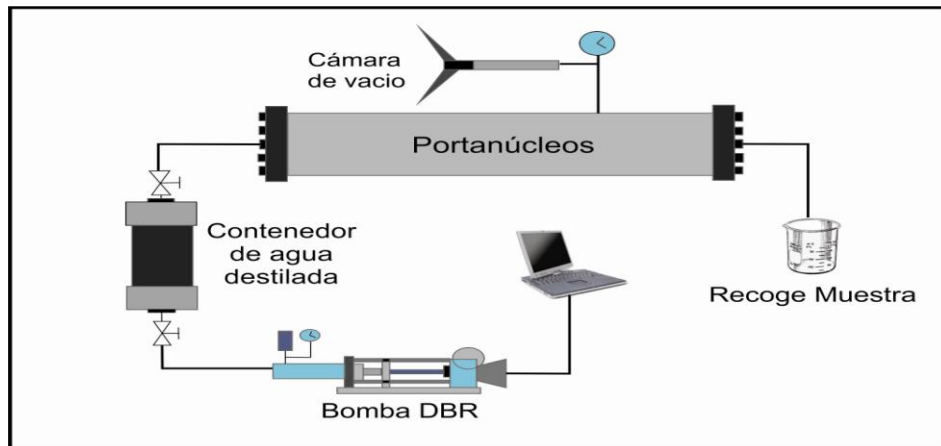 Cámara
de vacio
Portanúcleos
Contenedor
de agua
destilada
Recoge Muestra
Bomba DBR